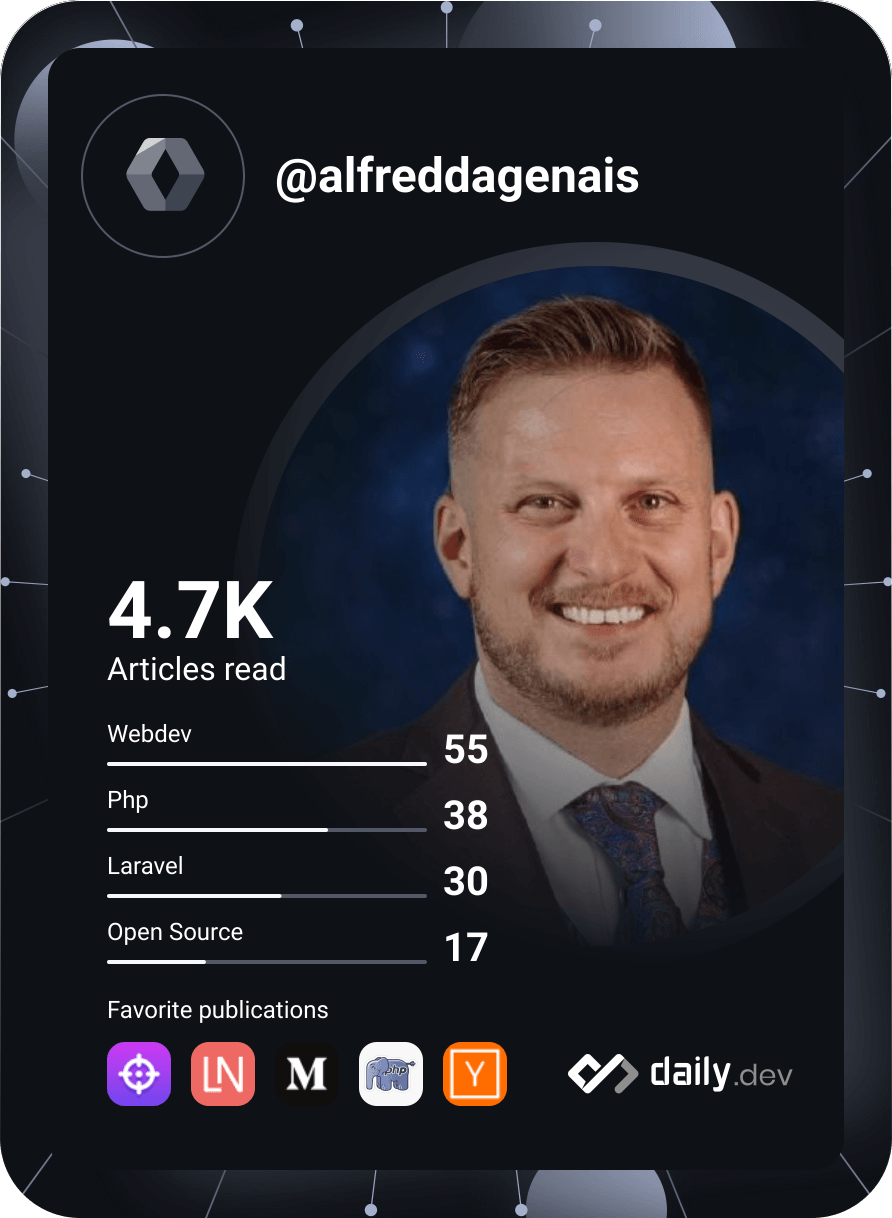 @alfreddagenais
4.7K
Articles read
Webdev
55
Php
38
Laravel
30
Open Source
17
Favorite publications
LN M php Y
daily.dev